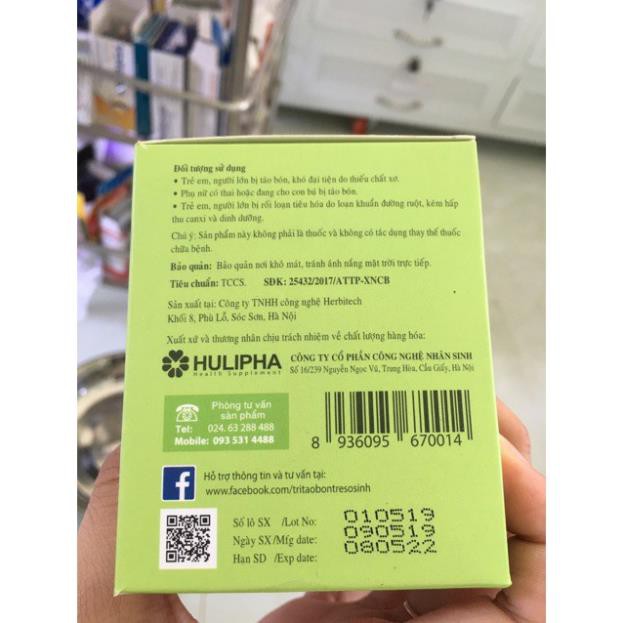 Đối tượng sử dụng
• Trẻ em, người lớn bị táo bón, khó đại tiện do thiếu chất xơ.
• Phụ nữ có thai hoặc đang cho con bú bị táo bón.
• Trẻ em, người lớn bị rối loạn tiêu hóa do loạn khuẩn đường ruột, kém hấp
thu canxi và dinh dưỡng.
Chú ý: Sản phẩm này không phải là thuốc và không có tác dụng thay thế thuốc
chữa bệnh.
Bảo quản: Bảo quản nơi khô mát, tránh ánh nắng mặt trời trực tiếp.
Tiêu chuẩn: TCCS. SĐK: 25432/2017/ATTP-XNCB
Sản xuất tại: Công ty TNHH công nghệ Herbitech
Khối 8, Phù Lỗ, Sóc Sơn, Hà Nội
Xuất xứ và thương nhân chịu trách nhiệm về chất lượng hàng hóa:
HULIPHA
Health Supplement
CÔNG TY CỔ PHẦN CÔNG NGHỆ NHÂN SINH
Số 16/239 Nguyễn Ngọc Vũ, Trung Hòa, Cầu Giấy, Hà Nội
Phòng tư vấn
sản phẩm
Tel: 024. 63 288 488
Mobile: 093 531 4488
8 936095 670014
f
Hỗ trợ thông tin và tư vấn tại:
www.facebook.com/tritaobontresosinh
Số lô SX /Lot No: 010519
Ngày SX/Mfg date: 090519
Han SD /Exp date: 080522